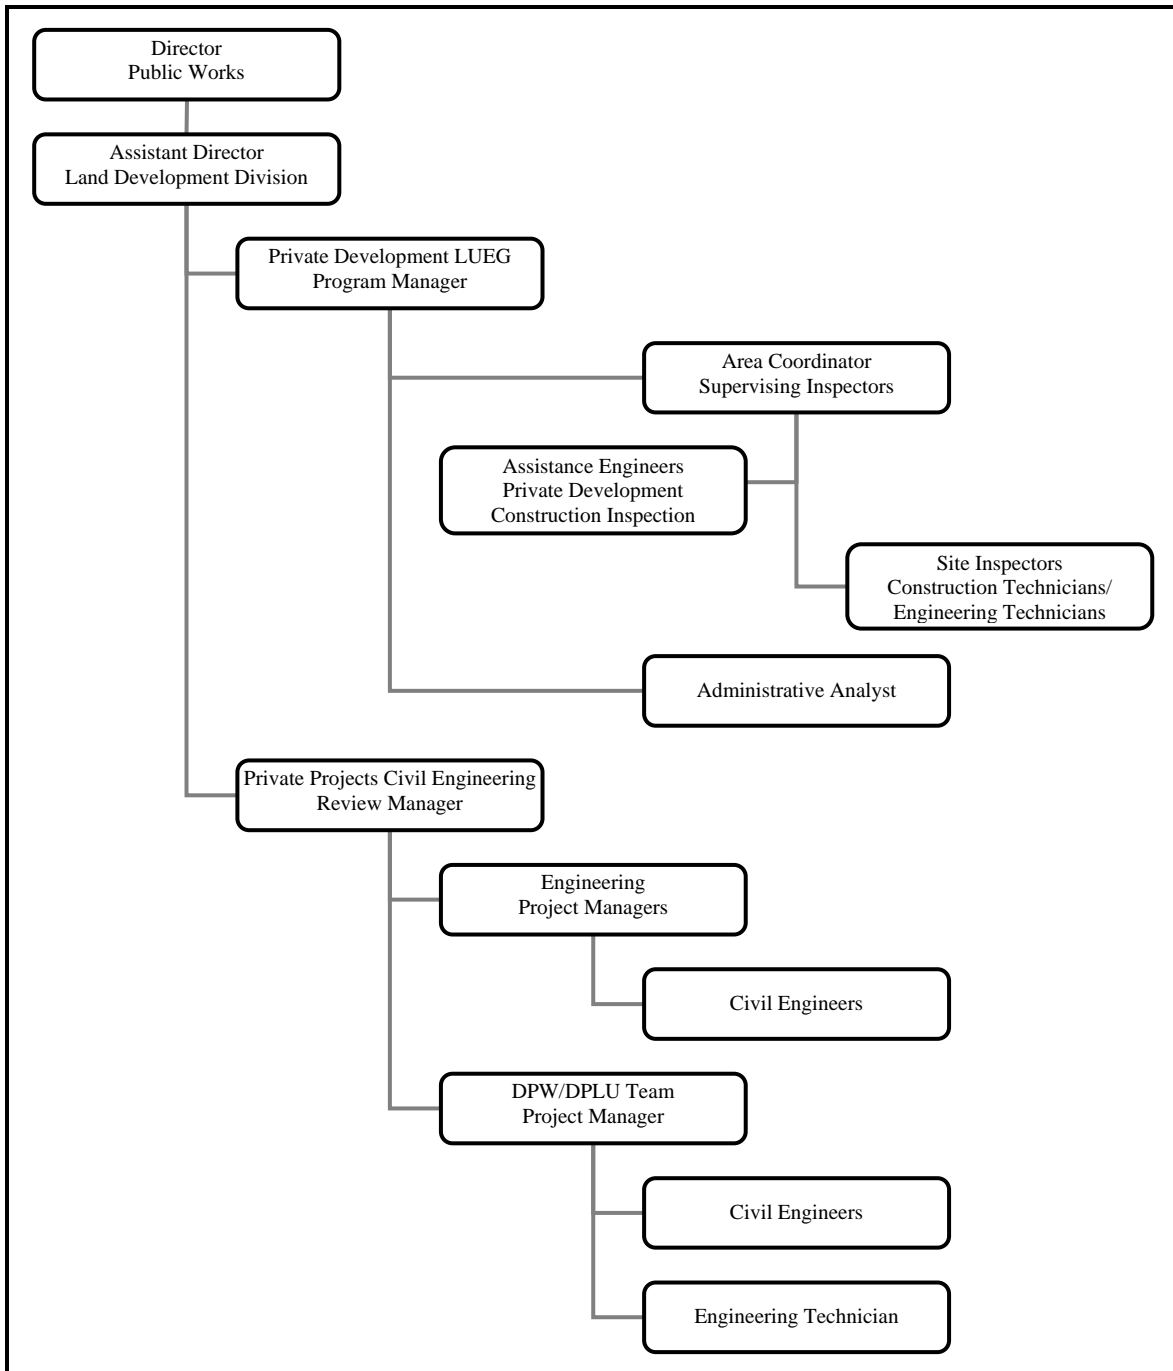 Director
Public Works
Assistant Director
Land Development Division
Private Development LUEG
Program Manager
Area Coordinator
Supervising Inspectors
Assistance Engineers
Private Development
Construction Inspection
Site Inspectors
Construction Technicians/
Engineering Technicians
Administrative Analyst
Private Projects Civil Engineering
Review Manager
Engineering
Project Managers
Civil Engineers
DPW/DPLU Team
Project Manager
Civil Engineers
Engineering Technician